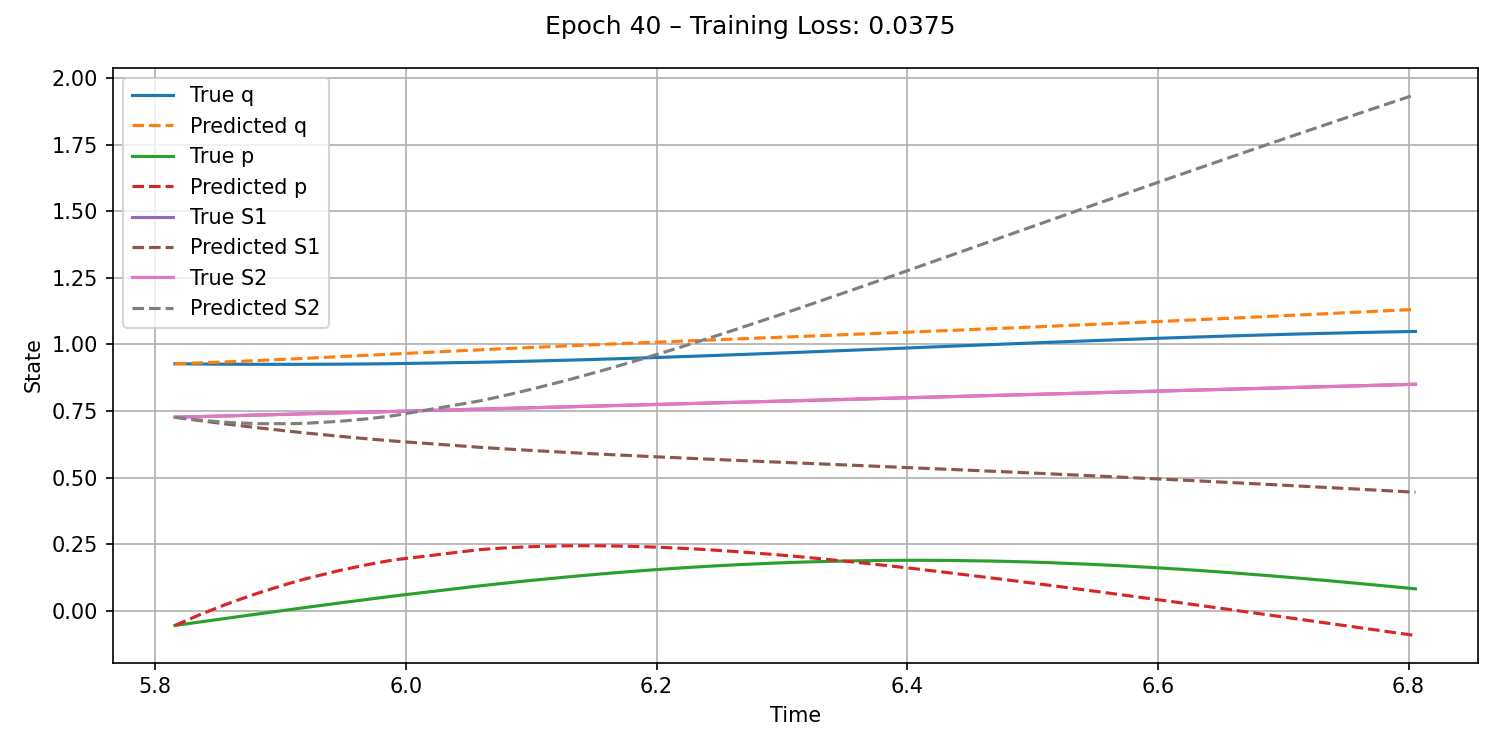 Epoch 40 – Training Loss: 0.0375
2.00
1.75
1.50
1.25
1.00
0.75
0.50
0.25
0.00
State
True q
Predicted q
True p
Predicted p
True S1
Predicted S1
True S2
Predicted S2
5.8
6.0
6.2
6.4
6.6
6.8
Time